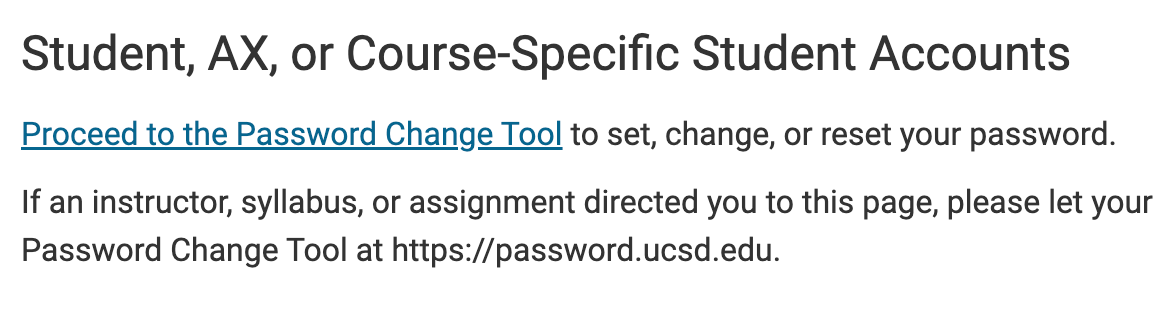 Student, AX, or Course-Specific Student Accounts
Proceed to the Password Change Tool to set, change, or reset your password.
If an instructor, syllabus, or assignment directed you to this page, please let your
Password Change Tool at https://password.ucsd.edu.